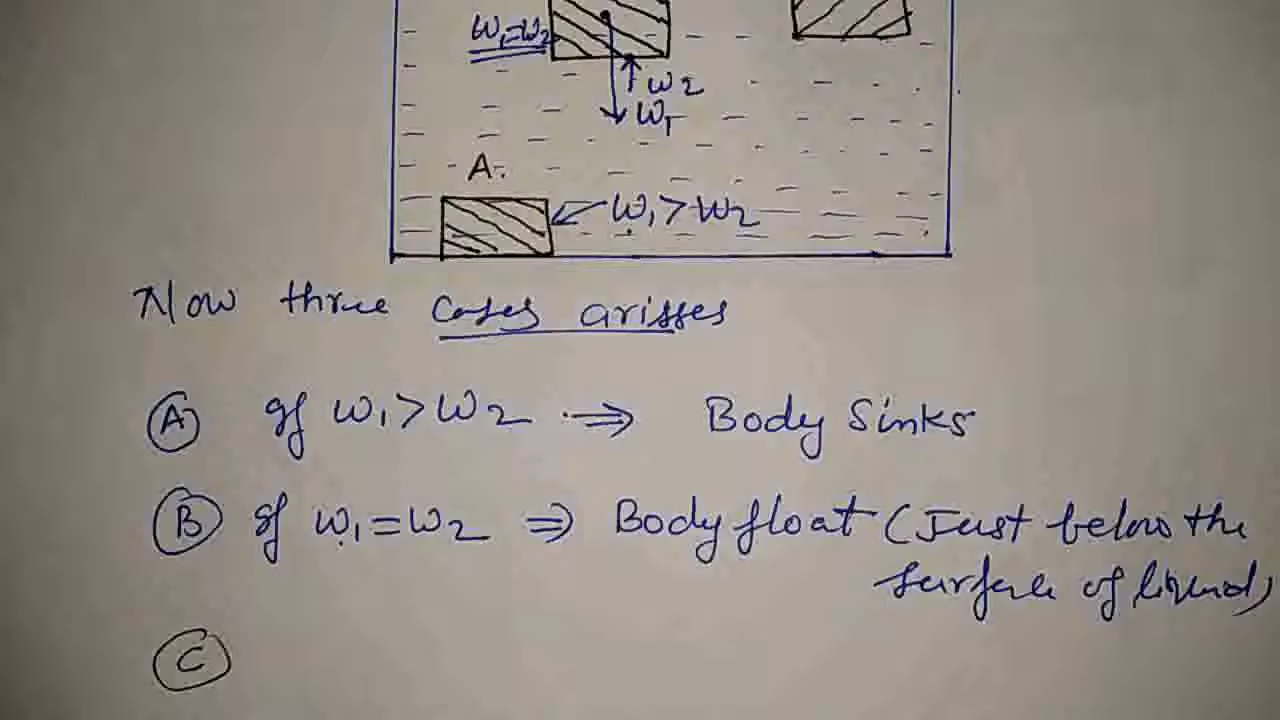 W₁=W₂
W2
W₁
A.
W₁ > W2
Now three Cases arisses
(A) If W₁ > W2 ⇒ Body Sinks
(B) If W₁ = W2 ⇒ Body float (Just below the
surface of liquid)
(C)